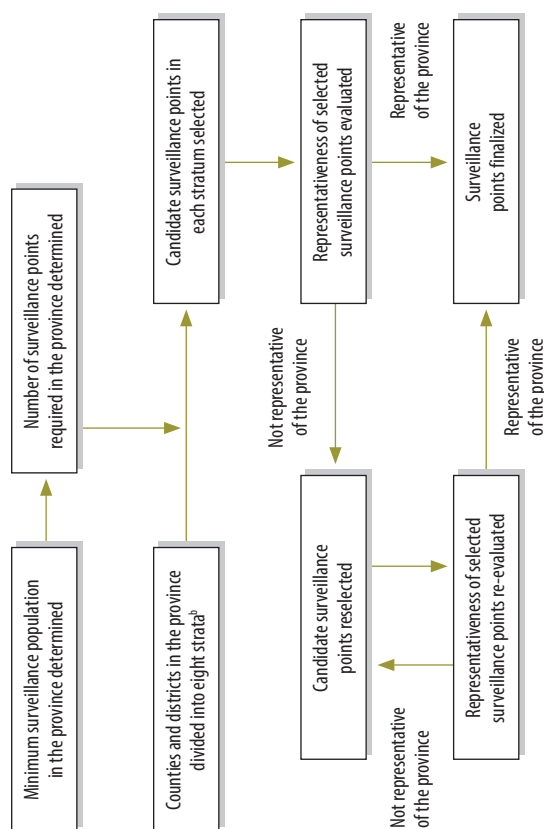 Minimum surveillance population
in the province determined
Number of surveillance points
required in the province determined
Counties and districts in the province
divided into eight strataᵇ
Candidate surveillance points in
each stratum selected
Representativeness of selected
surveillance points evaluated
Not representative
of the province
Representative
of the province
Candidate surveillance
points reselected
Surveillance
points finalized
Not representative
of the province
Representativeness of selected
surveillance points re-evaluated
Representative
of the province